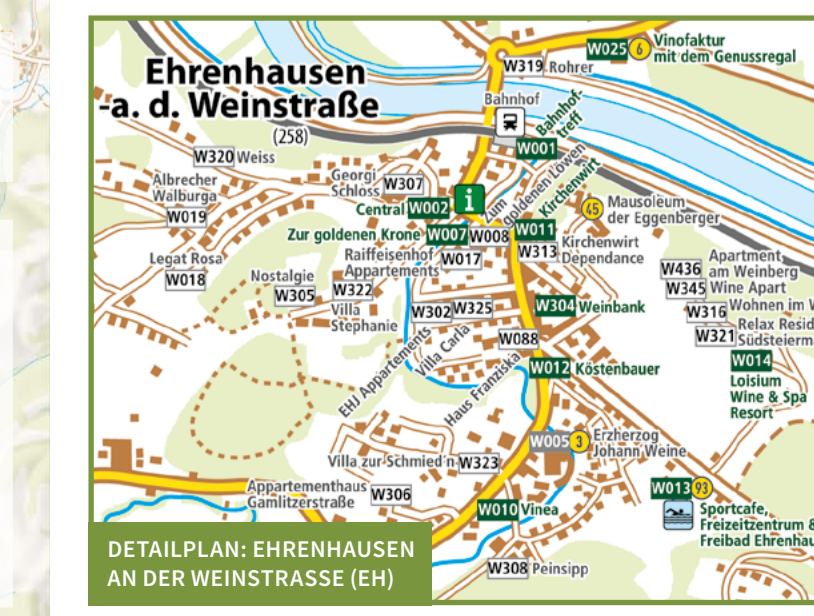 Ehrenhausen
-a. d. Weinstraße
(258)
W025 6 Vinofaktur
mit dem Genussregal
W319 Rohrer
Bahnhof
Bahnhof-
treff
W001
W320 Weiss
Georgi
Schloss W307
Albrecher
Walburga
W019
Central W002 i
Zum
goldenen Löwen
W008
Kirchenwirt
W011
45 Mausoleum
der Eggenberger
Zur goldenen Krone W007
W313 Kirchenwirt
Dependance
Raiffeisenhof
Appartements W017
Legat Rosa
W018
Nostalgie
W305
W322
Villa
Stephanie
W436 Apartment
am Weinberg
W345 Wine Apart
W316 Wohnen im W
W321 Relax Resid
Südsteierm
W302
EHJ Appartements
W325
Villa Carla
W304 Weinbank
W088
Haus Franziska
W012 Köstenbauer
W014
Loisium
Wine & Spa
Resort
W005 3 Erzherzog
Johann Weine
Villa zur Schmied'n W323
Appartementhaus
Gamlitzerstraße W306
W013 93
Sportcafe,
Freizeitzentrum &
Freibad Ehrenhau
W010 Vinea
W308 Peinsipp
DETAILPLAN: EHRENHAUSEN
AN DER WEINSTRASSE (EH)